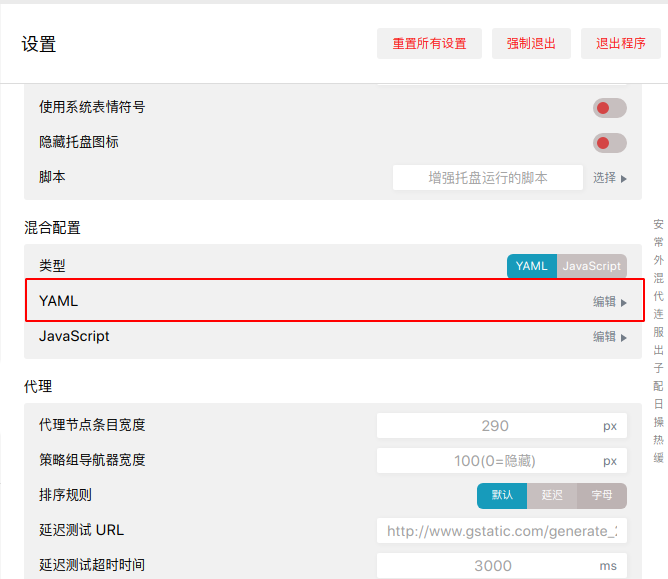 设置
重置所有设置 强制退出 退出程序
使用系统表情符号
隐藏托盘图标
脚本 增强托盘运行的脚本 选择
混合配置
类型 YAML JavaScript
YAML 编辑
JavaScript 编辑
代理
代理节点条目宽度 290 px
策略组导航器宽度 100(0=隐藏) px
排序规则 默认 延迟 字母
延迟测试 URL http://www.gstatic.com/generate_
延迟测试超时时间 3000 ms
安
常
外
混
代
连
服
出
子
配
日
操
热
缓